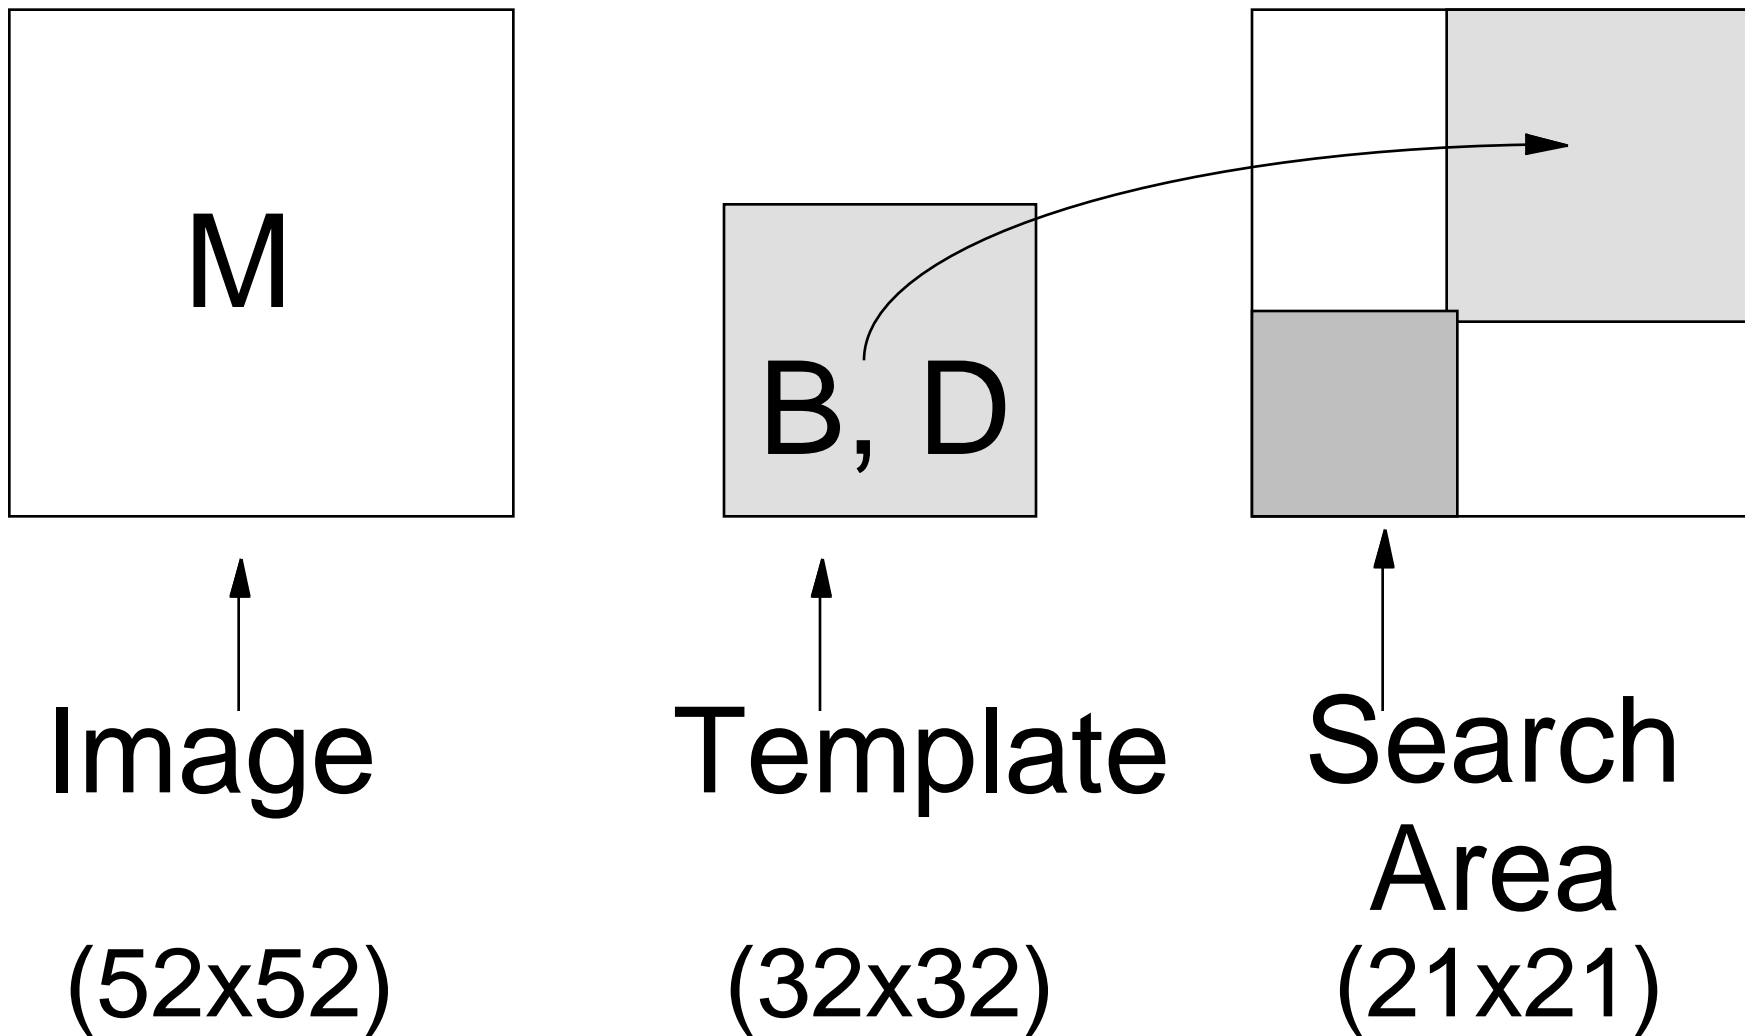 M
B, D
Image
Template
Search
Area
(52x52)
(32x32)
(21x21)